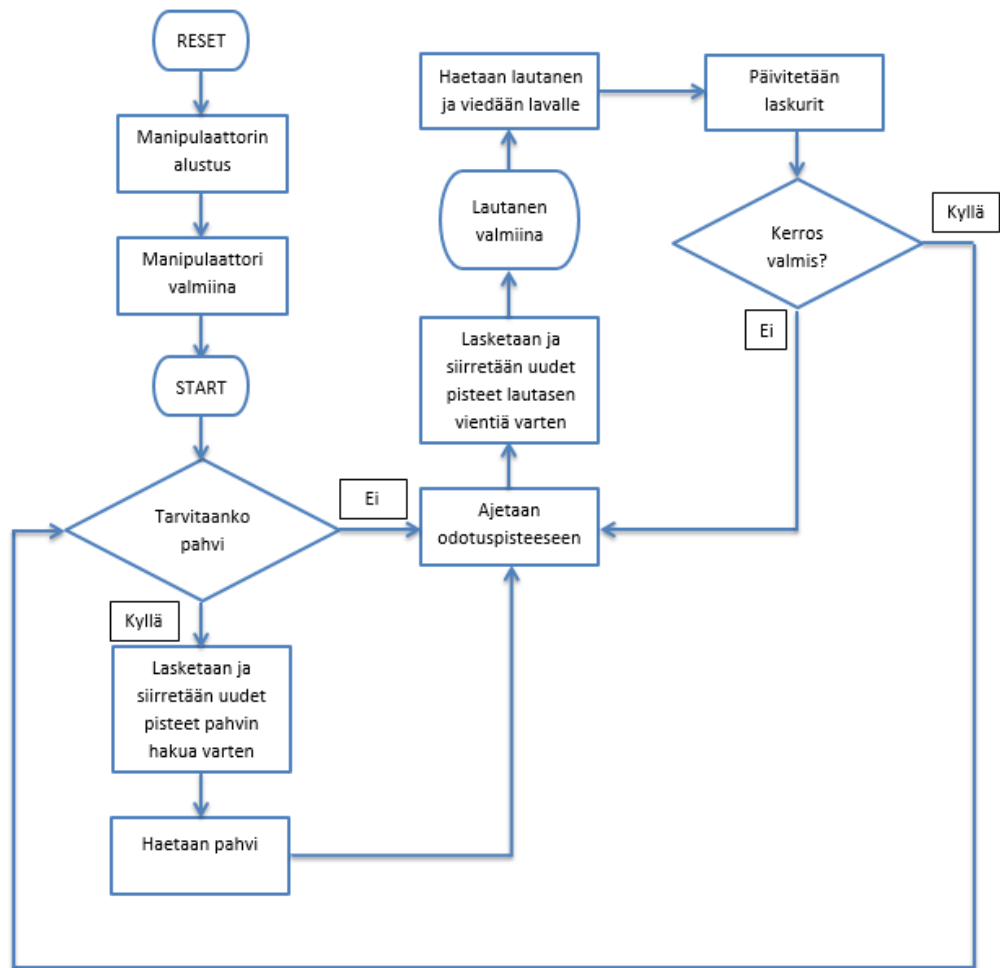 RESET
Manipulaattorin
alustus
Manipulaattori
valmiina
START
Tarvitaanko
pahvi
Kyllä
Lasketaan ja
siirretään uudet
pisteet pahvin
hakua varten
Haetaan pahvi
Ei
Ajetaan
odotuspisteeseen
Lasketaan ja
siirretään uudet
pisteet lautasen
vientiä varten
Lautanen
valmiina
Haetaan lautanen
ja viedään lavalle
Päivitetään
laskurit
Kerros
valmis?
Ei
Kyllä